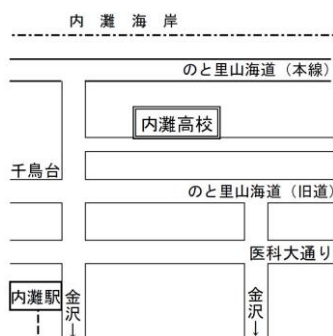 内灘海岸
のと里山海道（本線）
内灘高校
千鳥台
のと里山海道（旧道）
医科大通り
内灘駅
金沢↓
金沢↓